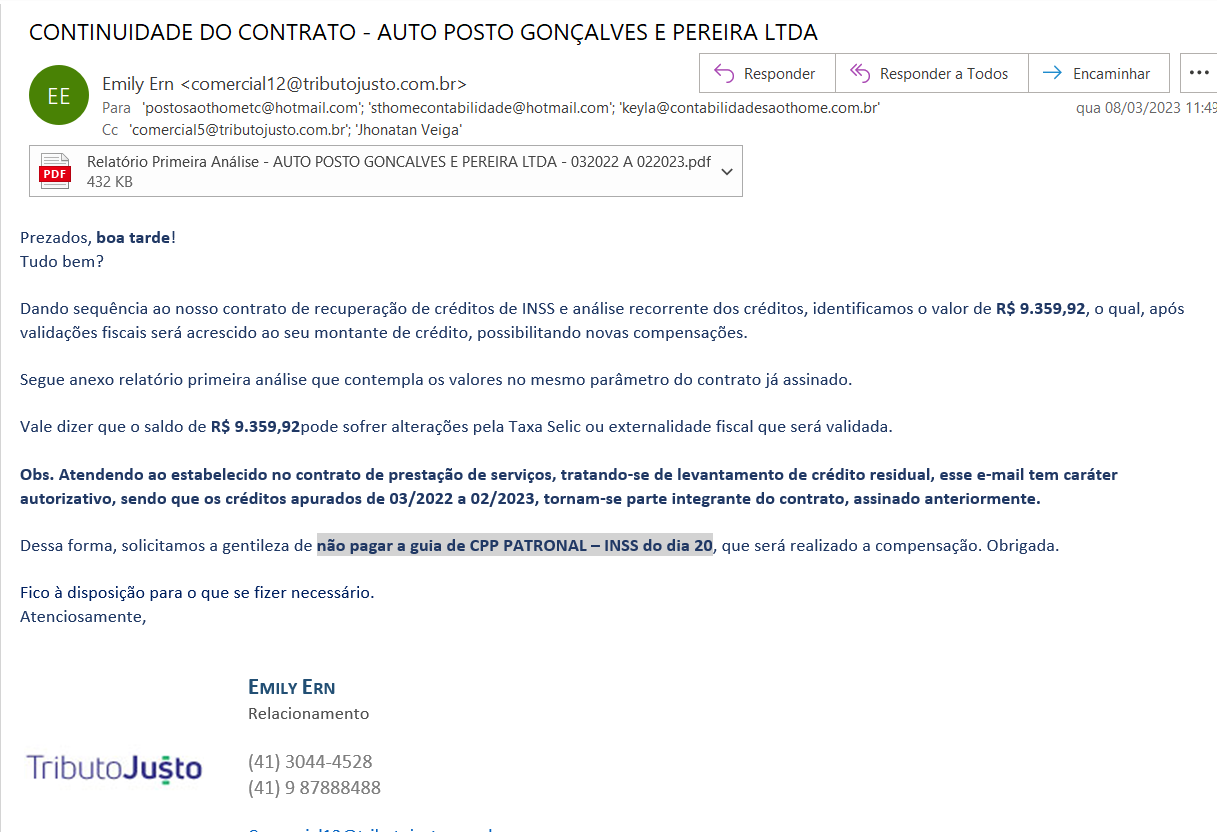 CONTINUIDADE DO CONTRATO - AUTO POSTO GONÇALVES E PEREIRA LTDA
EE
Emily Ern <comercial12@tributojusto.com.br>
Responder
Responder a Todos
Encaminhar
Para 'postosaothometc@hotmail.com'; 'sthomecontabilidade@hotmail.com'; 'keyla@contabilidadesaothome.com.br'
qua 08/03/2023 11:49
Cc 'comercial5@tributojusto.com.br'; 'Jhonatan Veiga'
PDF
Relatório Primeira Análise - AUTO POSTO GONCALVES E PEREIRA LTDA - 032022 A 022023.pdf
432 KB
Prezados, boa tarde!
Tudo bem?
Dando sequência ao nosso contrato de recuperação de créditos de INSS e análise recorrente dos créditos, identificamos o valor de R$ 9.359,92, o qual, após
validações fiscais será acrescido ao seu montante de crédito, possibilitando novas compensações.
Segue anexo relatório primeira análise que contempla os valores no mesmo parâmetro do contrato já assinado.
Vale dizer que o saldo de R$ 9.359,92pode sofrer alterações pela Taxa Selic ou externalidade fiscal que será validada.
Obs. Atendendo ao estabelecido no contrato de prestação de serviços, tratando-se de levantamento de crédito residual, esse e-mail tem caráter
autorizativo, sendo que os créditos apurados de 03/2022 a 02/2023, tornam-se parte integrante do contrato, assinado anteriormente.
Dessa forma, solicitamos a gentileza de não pagar a guia de CPP PATRONAL – INSS do dia 20, que será realizado a compensação. Obrigada.
Fico à disposição para o que se fizer necessário.
Atenciosamente,
EMILY ERN
Relacionamento
TributoJusto
(41) 3044-4528
(41) 9 87888488